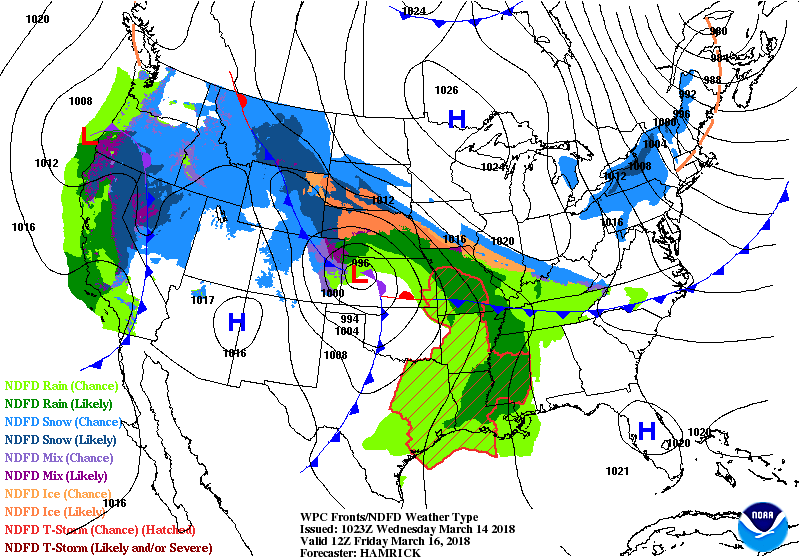 1020
1024
980
984
988
1026
992
1008
996
1000
1004
L
H
1012
1024
1008
1012
1012
1016
1016
1016
1020
996
L
1000
1017
994
H
1004
1016
1008
NDFD Rain (Chance)
NDFD Rain (Likely)
NDFD Snow (Chance)
NDFD Snow (Likely)
NDFD Mix (Chance)
NDFD Mix (Likely)
NDFD Ice (Chance)
NDFD Ice (Likely)
NDFD T-Storm (Chance) (Hatched)
NDFD T-Storm (Likely and/or Severe)
1016
H
1020
1020
1021
WPC Fronts/NDFD Weather Type
Issued: 1023Z Wednesday March 14 2018
Valid 12Z Friday March 16, 2018
Forecaster: HAMRICK
NOAA